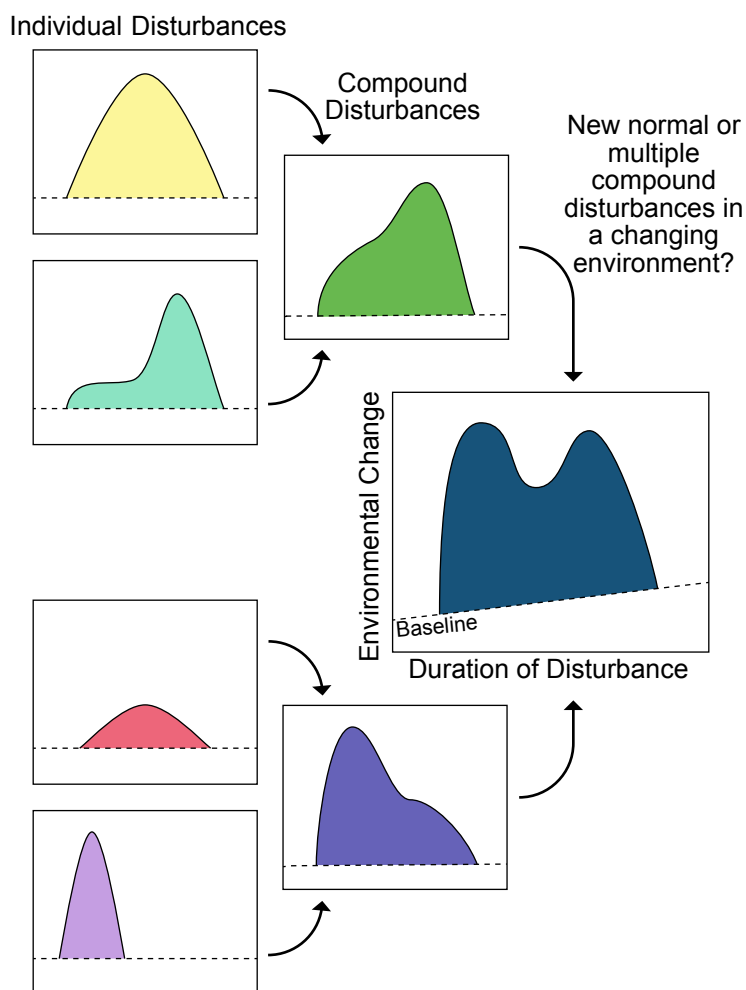 Individual Disturbances
Compound
Disturbances
New normal or
multiple
compound
disturbances in
a changing
environment?
Environmental Change
Baseline
Duration of Disturbance